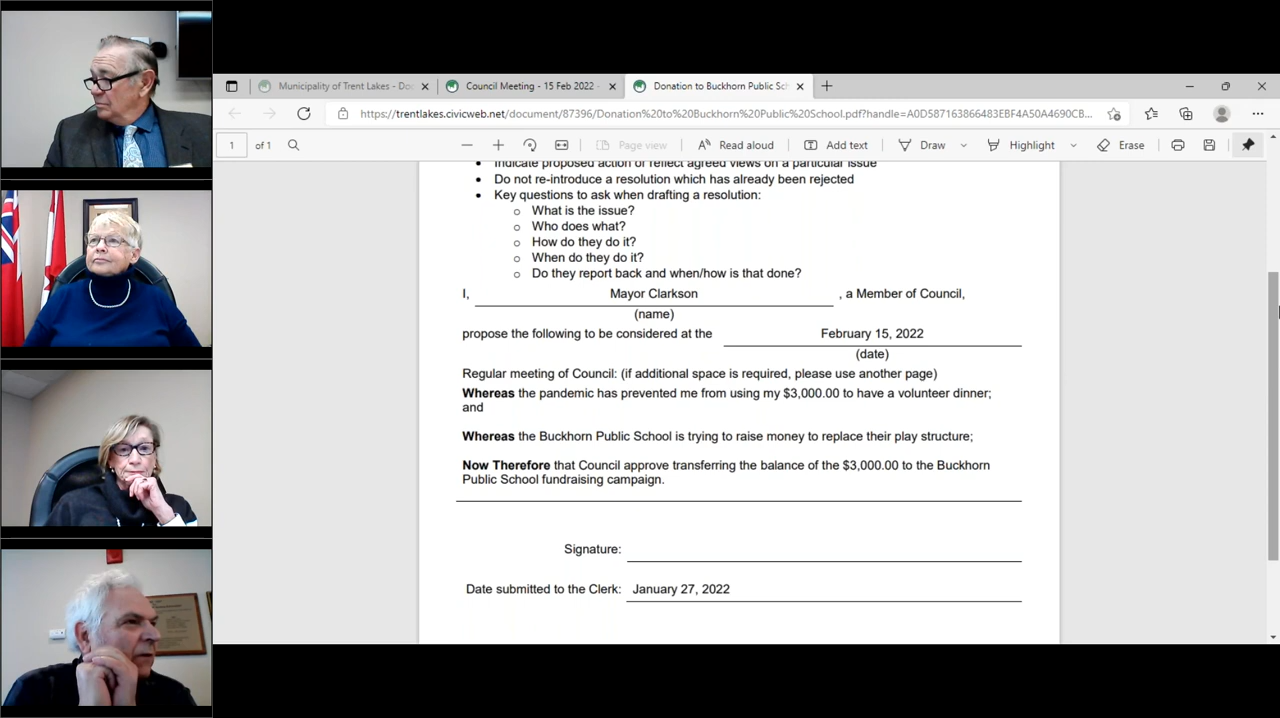 Municipality of Trent Lakes - Doc
Council Meeting - 15 Feb 2022 -
Donation to Buckhorn Public Sch
https://trentlakes.civicweb.net/document/87396/Donation%20to%20Buckhorn%20Public%20School.pdf?handle=A0D587163866483EBF4A50A4690CB...
1 of 1 Page view Read aloud Add text Draw Highlight Erase
Indicate proposed action or reflect agreed views on a particular issue
• Do not re-introduce a resolution which has already been rejected
• Key questions to ask when drafting a resolution:
o What is the issue?
o Who does what?
o How do they do it?
o When do they do it?
o Do they report back and when/how is that done?
I, Mayor Clarkson , a Member of Council,
(name)
propose the following to be considered at the February 15, 2022
(date)
Regular meeting of Council: (if additional space is required, please use another page)
Whereas the pandemic has prevented me from using my $3,000.00 to have a volunteer dinner;
and
Whereas the Buckhorn Public School is trying to raise money to replace their play structure;
Now Therefore that Council approve transferring the balance of the $3,000.00 to the Buckhorn
Public School fundraising campaign.
Signature:
Date submitted to the Clerk: January 27, 2022